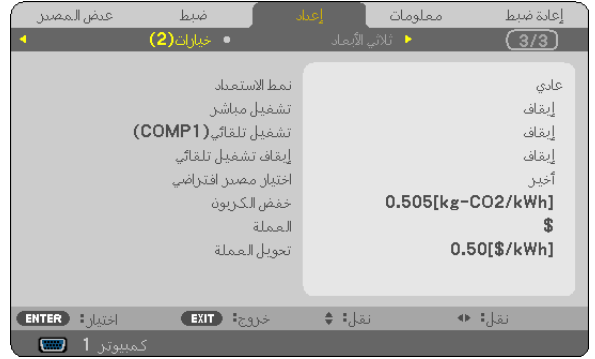 عرض المصدر ضبط إعداد معلومات إعادة ضبط
خيارات(2) ثلاثي الأبعاد 3/3
نمط الاستعداد عادي
تشغيل مباشر إيقاف
تشغيل تلقائي(COMP1) إيقاف
إيقاف تشغيل تلقائي إيقاف
اختيار مصدر افتراضي أخير
خفض الكربون 0.505[kg-CO2/kWh]
العملة $
تحويل العملة 0.50[$/kWh]
ENTER اختيار: EXIT خروج: نقل: نقل:
كمبيوتر 1